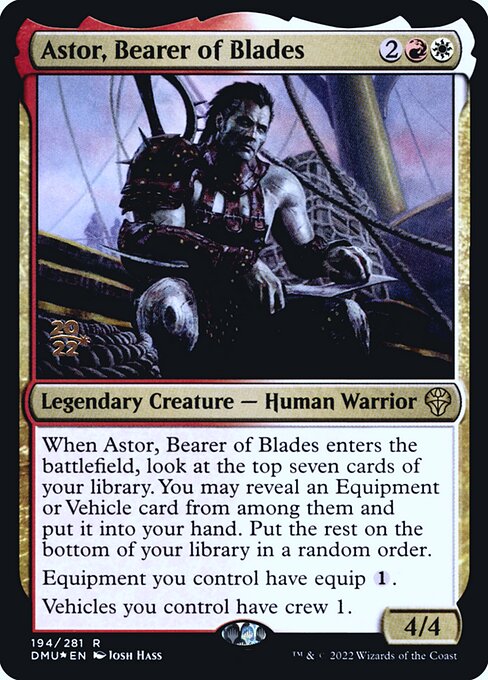 Astor, Bearer of Blades 2
20
22
Legendary Creature — Human Warrior
When Astor, Bearer of Blades enters the
battlefield, look at the top seven cards of
your library. You may reveal an Equipment
or Vehicle card from among them and
put it into your hand. Put the rest on the
bottom of your library in a random order.
Equipment you control have equip 1.
Vehicles you control have crew 1.
4/4
194/281 R
DMU★EN Josh Hass ™ & © 2022 Wizards of the Coast